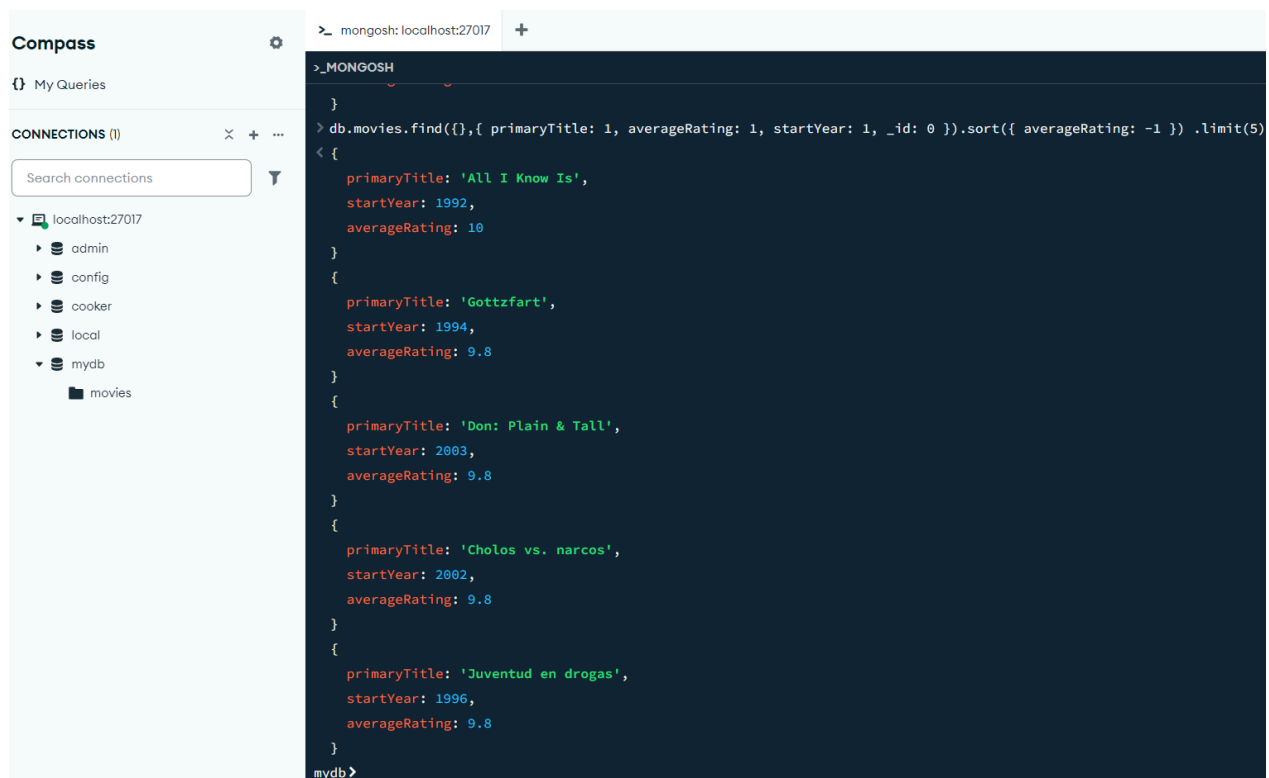 Compass
{} My Queries
CONNECTIONS (1)
Search connections
localhost:27017
admin
config
cooker
local
mydb
movies
>_ mongosh: localhost:27017 +
>_MONGOSH
}
> db.movies.find({},{ primaryTitle: 1, averageRating: 1, startYear: 1, _id: 0 }).sort({ averageRating: -1 }) .limit(5)
< {
primaryTitle: 'All I Know Is',
startYear: 1992,
averageRating: 10
}
{
primaryTitle: 'Gottzfart',
startYear: 1994,
averageRating: 9.8
}
{
primaryTitle: 'Don: Plain & Tall',
startYear: 2003,
averageRating: 9.8
}
{
primaryTitle: 'Cholos vs. narcos',
startYear: 2002,
averageRating: 9.8
}
{
primaryTitle: 'Juventud en drogas',
startYear: 1996,
averageRating: 9.8
}
mydb>